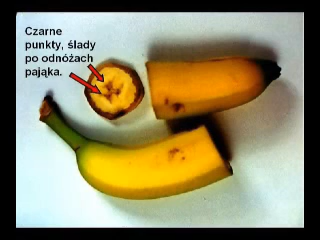 Czarne
punkty, ślady
po odnóżach
pająka.